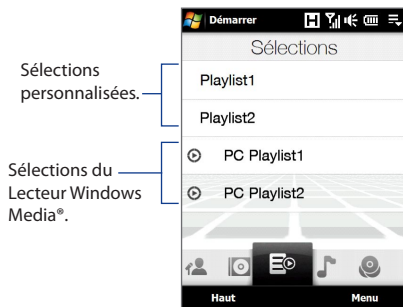 Démarrer
Sélections
Sélections
personnalisées.
Playlist1
Playlist2
Sélections du
Lecteur Windows
Media®.
PC Playlist1
PC Playlist2
Haut
Menu